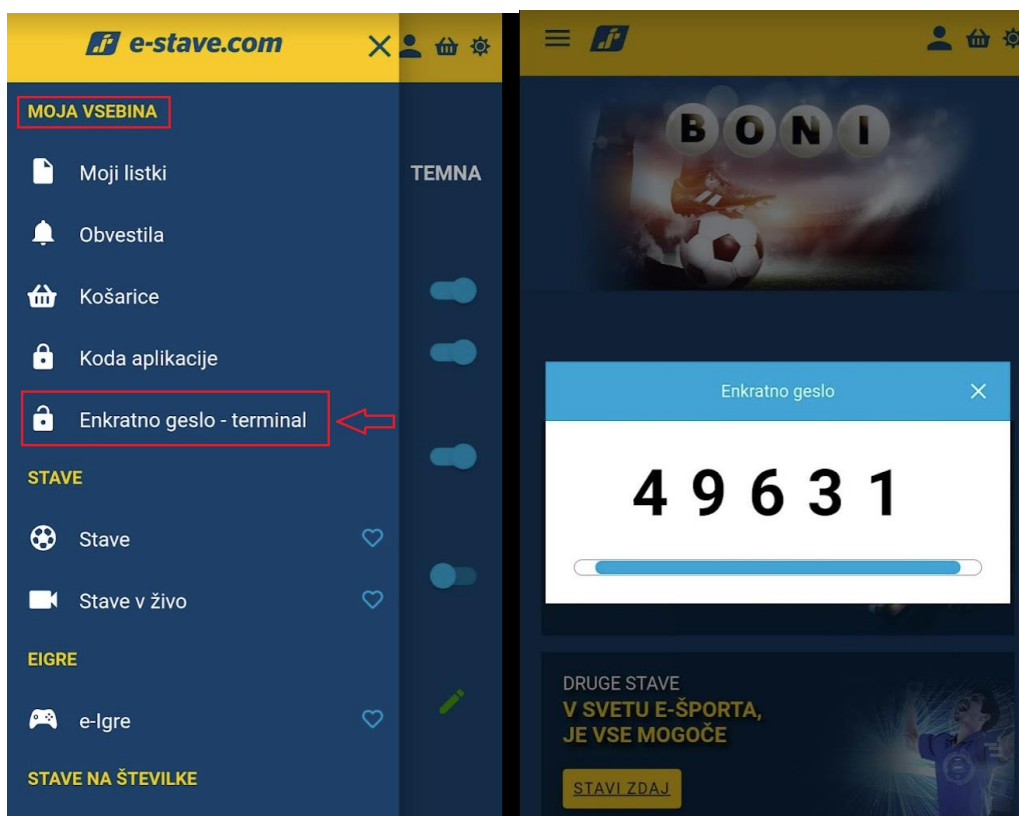 e-stave.com
MOJA VSEBINA
Moji listki
TEMNA
Obvestila
Košarice
Koda aplikacije
Enkratno geslo - terminal
STAVE
Stave
Stave v živo
EIGRE
e-Igre
STAVE NA ŠTEVILKE
BONI
Enkratno geslo
4 9 6 3 1
DRUGE STAVE
V SVETU E-ŠPORTA,
JE VSE MOGOČE
STAVI ZDAJ